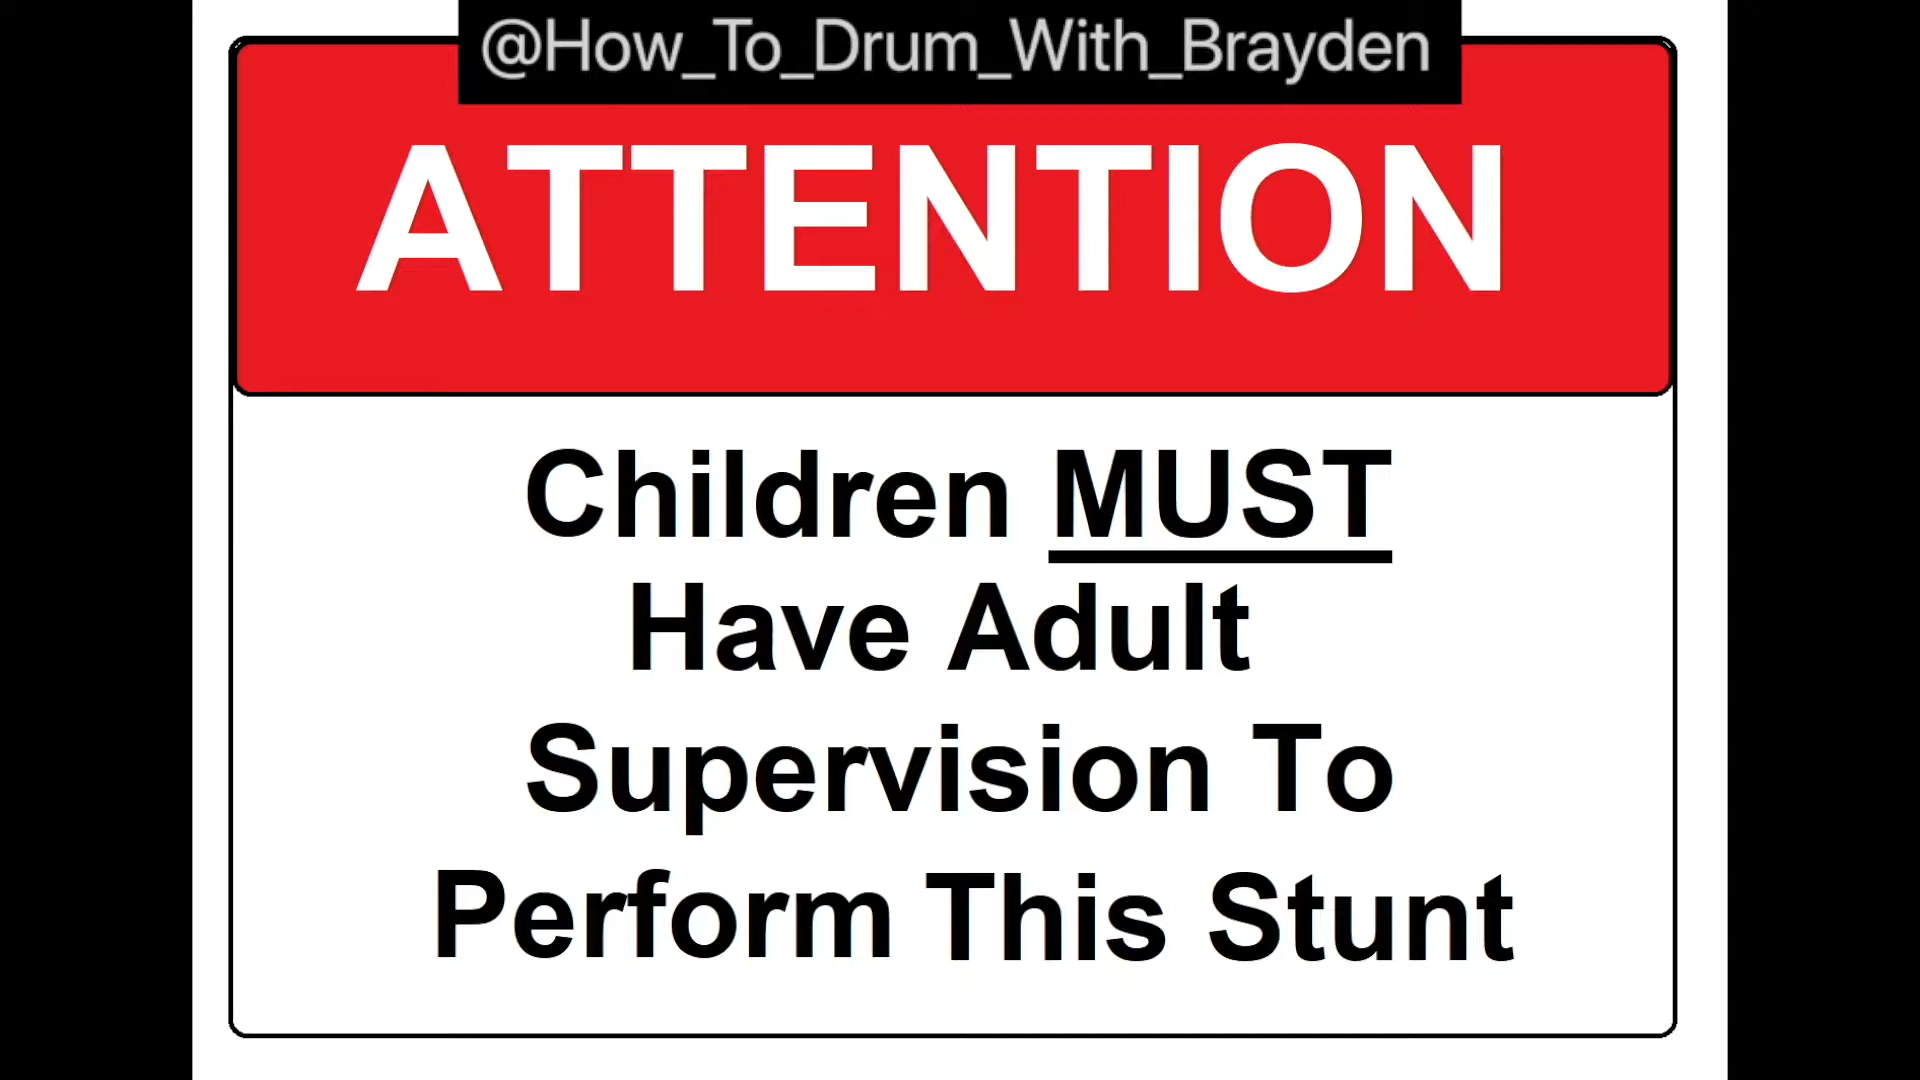 @How_To_Drum_With_Brayden
ATTENTION
Children MUST
Have Adult
Supervision To
Perform This Stunt